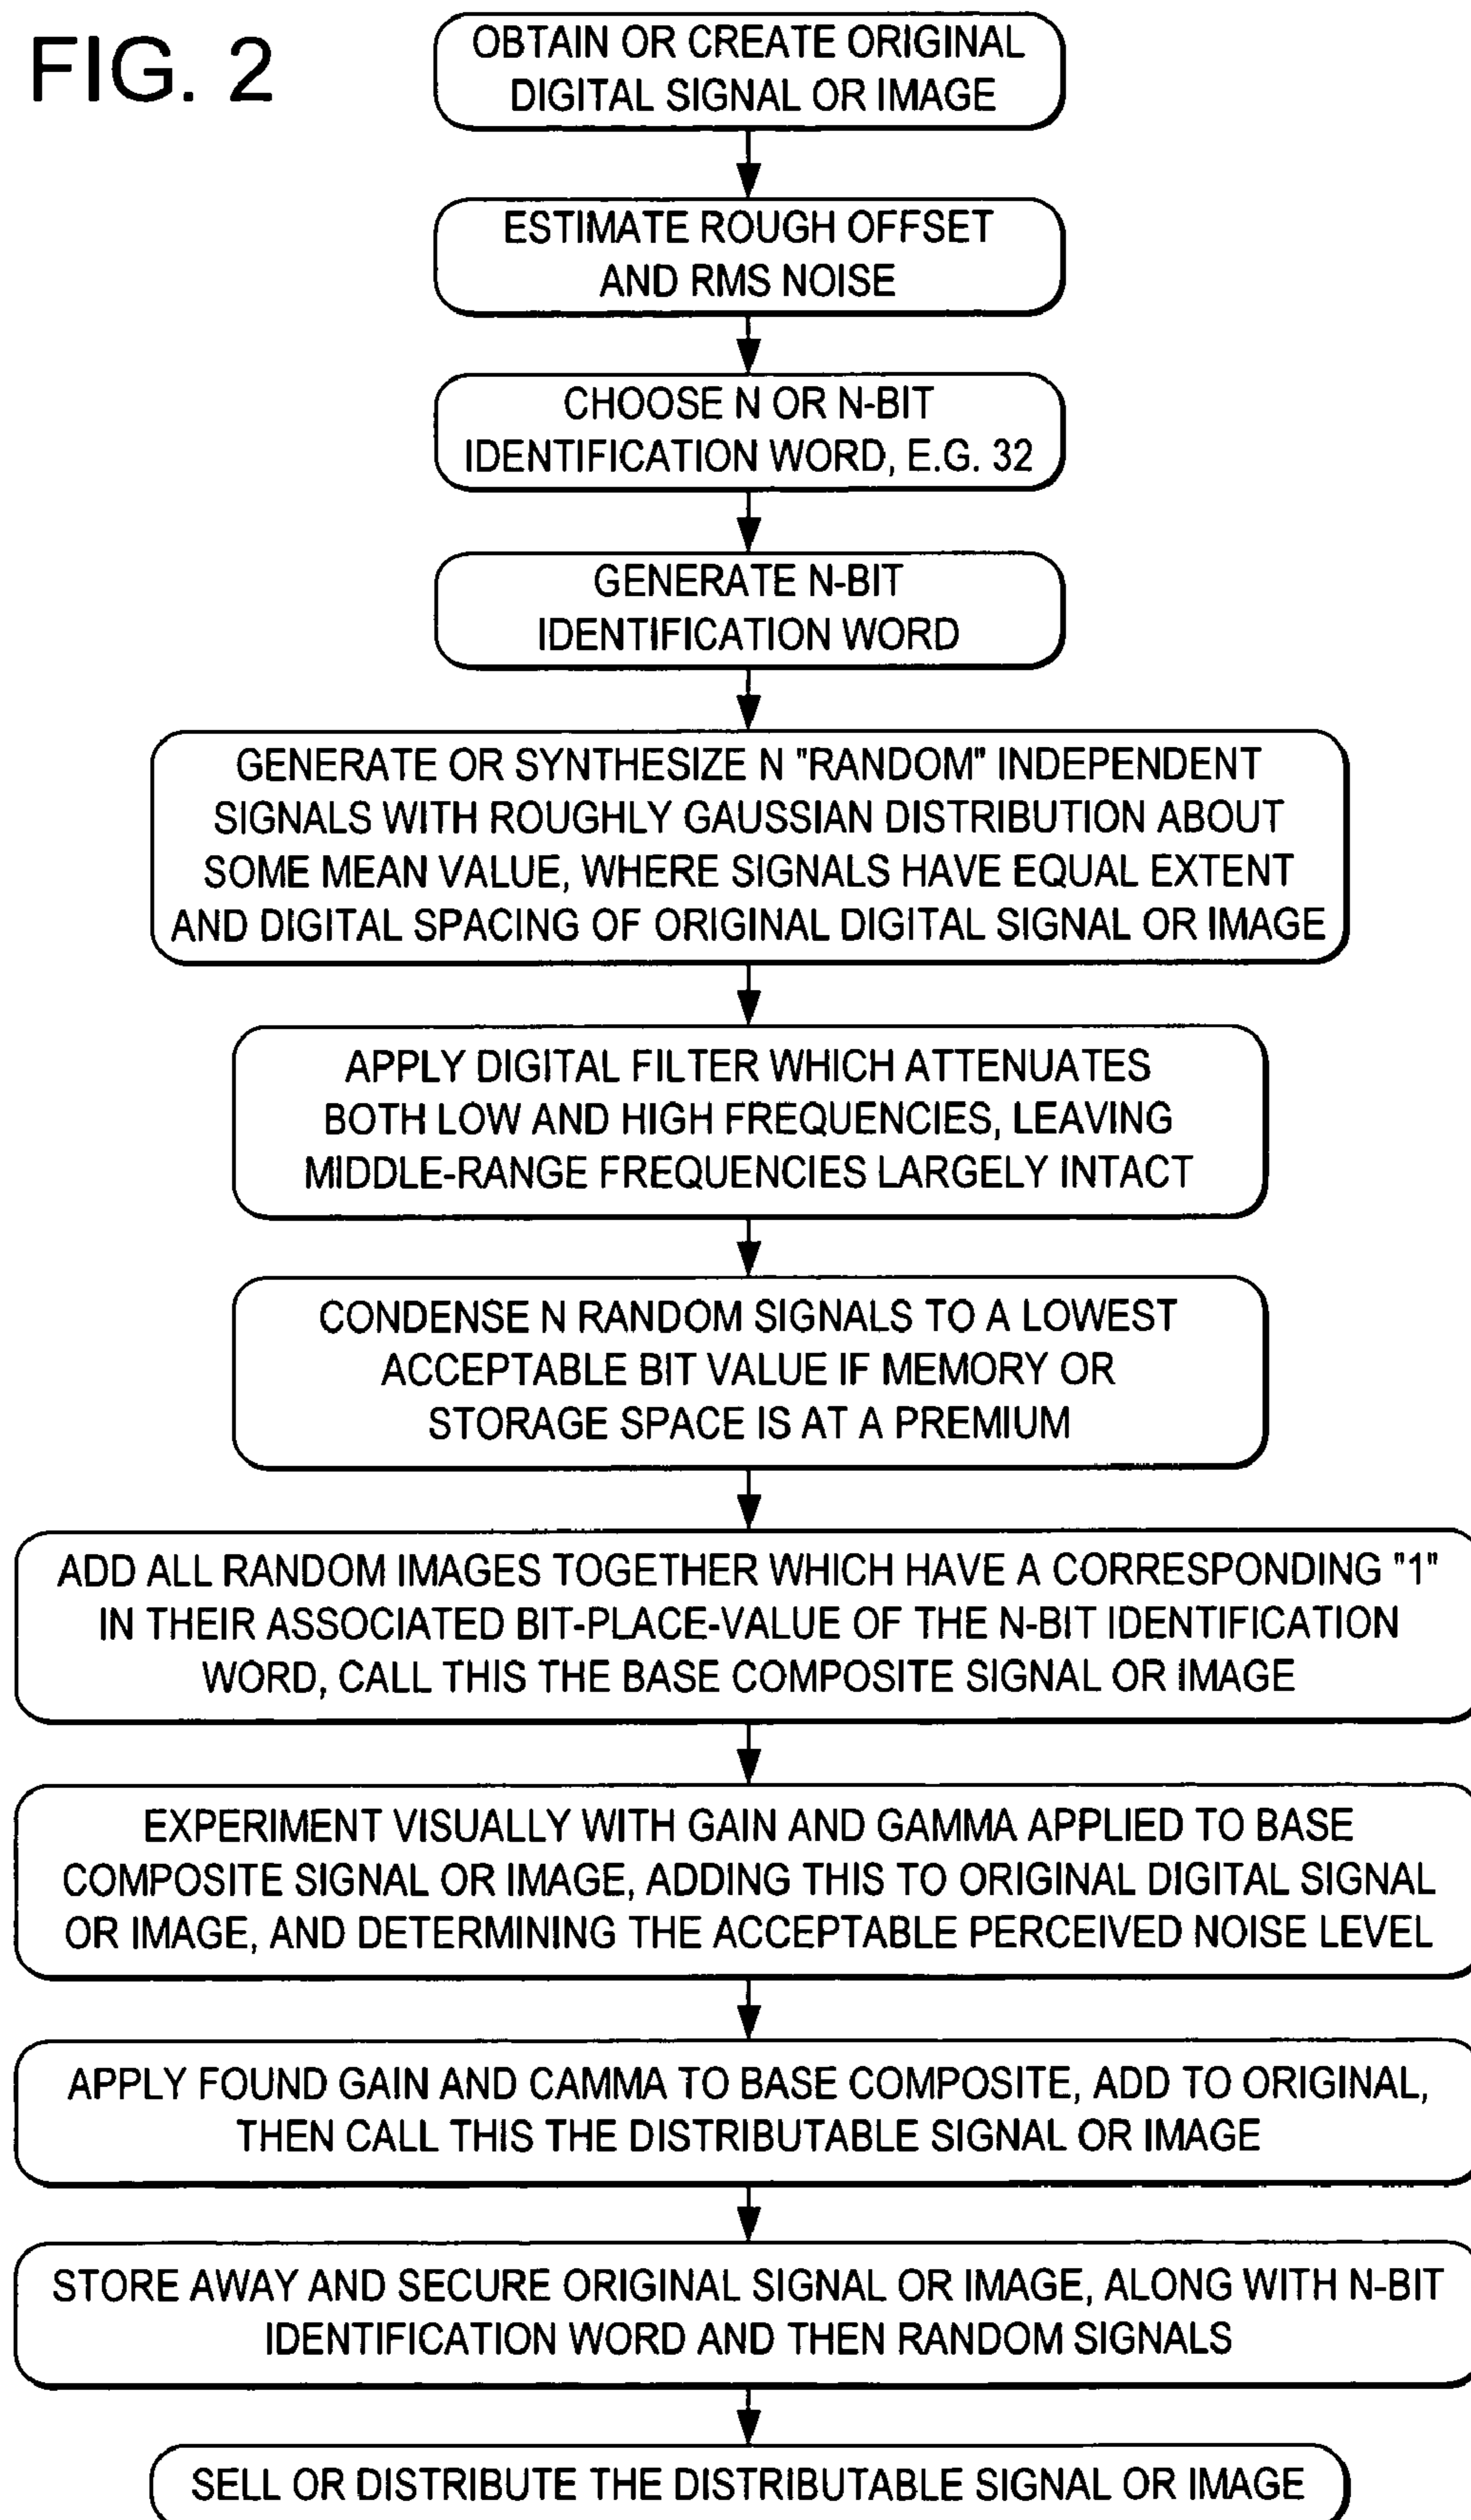 FIG. 2
OBTAIN OR CREATE ORIGINAL
DIGITAL SIGNAL OR IMAGE
ESTIMATE ROUGH OFFSET
AND RMS NOISE
CHOOSE N OR N-BIT
IDENTIFICATION WORD, E.G. 32
GENERATE N-BIT
IDENTIFICATION WORD
GENERATE OR SYNTHESIZE N "RANDOM" INDEPENDENT
SIGNALS WITH ROUGHLY GAUSSIAN DISTRIBUTION ABOUT
SOME MEAN VALUE, WHERE SIGNALS HAVE EQUAL EXTENT
AND DIGITAL SPACING OF ORIGINAL DIGITAL SIGNAL OR IMAGE
APPLY DIGITAL FILTER WHICH ATTENUATES
BOTH LOW AND HIGH FREQUENCIES, LEAVING
MIDDLE-RANGE FREQUENCIES LARGELY INTACT
CONDENSE N RANDOM SIGNALS TO A LOWEST
ACCEPTABLE BIT VALUE IF MEMORY OR
STORAGE SPACE IS AT A PREMIUM
ADD ALL RANDOM IMAGES TOGETHER WHICH HAVE A CORRESPONDING "1"
IN THEIR ASSOCIATED BIT-PLACE-VALUE OF THE N-BIT IDENTIFICATION
WORD, CALL THIS THE BASE COMPOSITE SIGNAL OR IMAGE
EXPERIMENT VISUALLY WITH GAIN AND GAMMA APPLIED TO BASE
COMPOSITE SIGNAL OR IMAGE, ADDING THIS TO ORIGINAL DIGITAL SIGNAL
OR IMAGE, AND DETERMINING THE ACCEPTABLE PERCEIVED NOISE LEVEL
APPLY FOUND GAIN AND CAMMA TO BASE COMPOSITE, ADD TO ORIGINAL,
THEN CALL THIS THE DISTRIBUTABLE SIGNAL OR IMAGE
STORE AWAY AND SECURE ORIGINAL SIGNAL OR IMAGE, ALONG WITH N-BIT
IDENTIFICATION WORD AND THEN RANDOM SIGNALS
SELL OR DISTRIBUTE THE DISTRIBUTABLE SIGNAL OR IMAGE